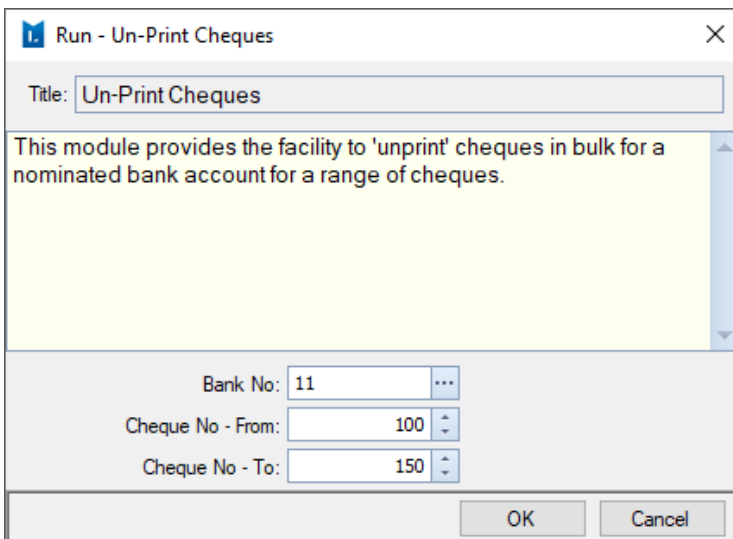 Run - Un-Print Cheques
Title: Un-Print Cheques
This module provides the facility to 'unprint' cheques in bulk for a
nominated bank account for a range of cheques.
Bank No: 11 ...
Cheque No - From: 100
Cheque No - To: 150
OK Cancel